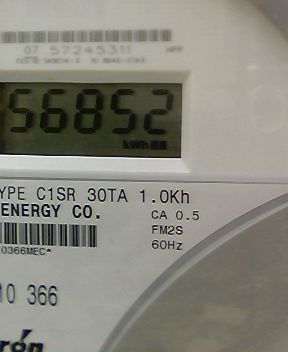 07 57245311
56852
kWh
YPE C1SR 30TA 1.0Kh
ENERGY CO.
CA 0.5
FM2S
60Hz
0366MEC*
10 366
rón